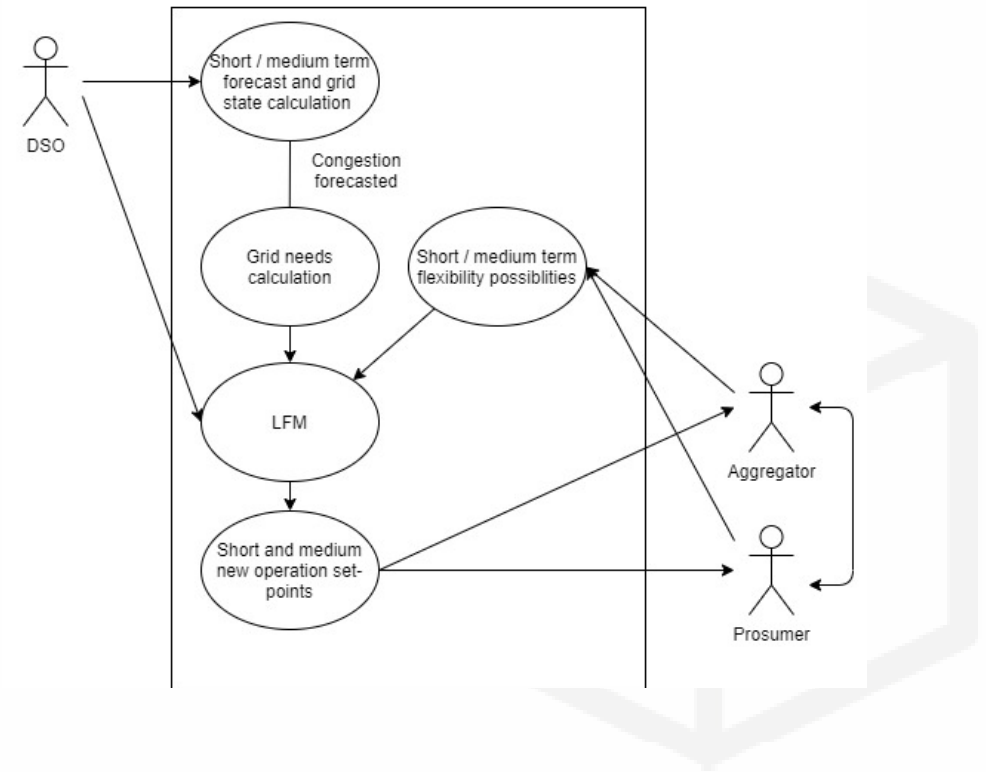 Short / medium term
forecast and grid
state calculation
DSO
Congestion
forecasted
Grid needs
calculation
Short / medium term
flexibility possiblities
LFM
Aggregator
Short and medium
new operation set-
points
Prosumer